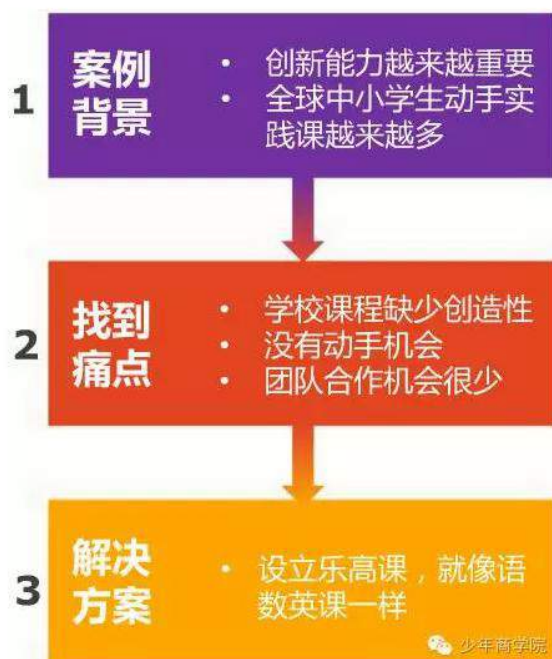 1
案例
背景
• 创新能力越来越重要
• 全球中小学生动手实
践课越来越多
2
找到
痛点
• 学校课程缺少创造性
• 没有动手机会
• 团队合作机会很少
3
解决
方案
• 设立乐高课，就像语
数英课一样
少年商学院